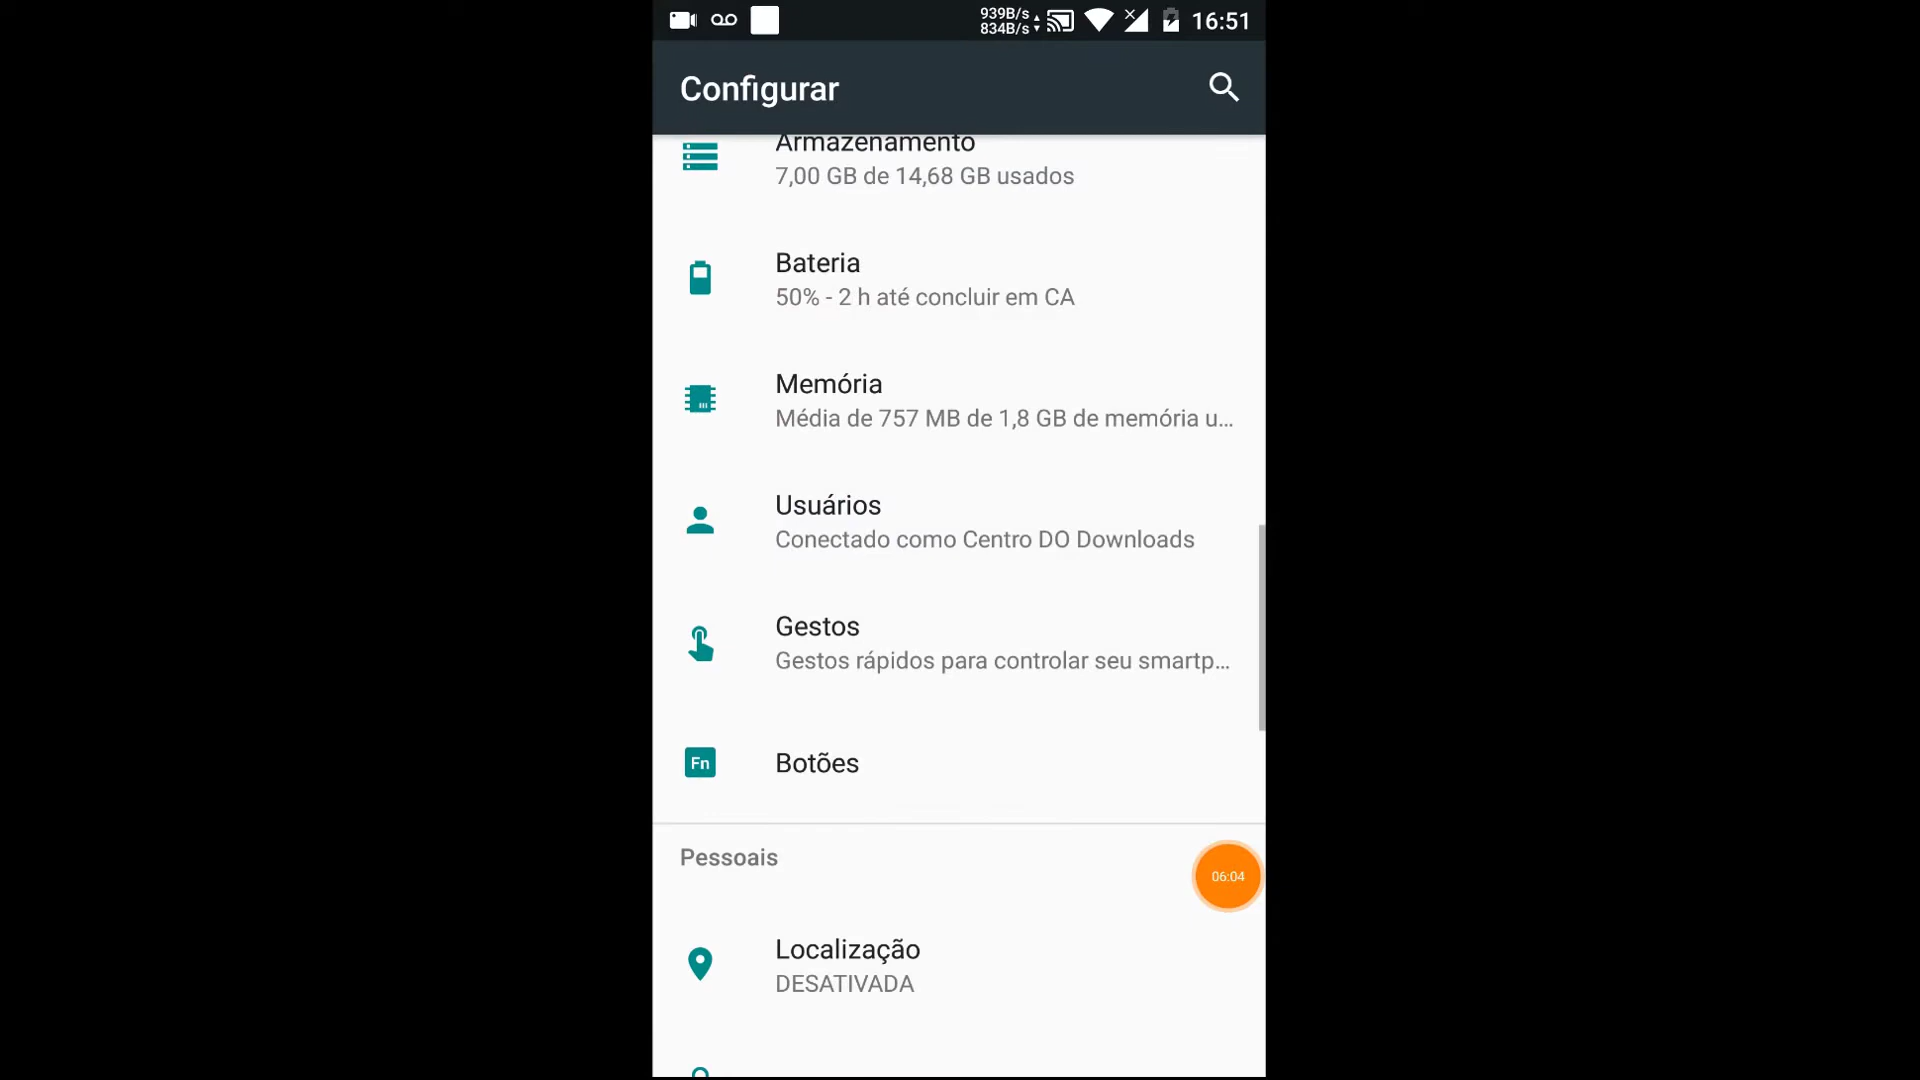 939B/s
834B/s
16:51
Configurar
Armazenamento
7,00 GB de 14,68 GB usados
Bateria
50% - 2 h até concluir em CA
Memória
Média de 757 MB de 1,8 GB de memória u...
Usuários
Conectado como Centro DO Downloads
Gestos
Gestos rápidos para controlar seu smartp...
Fn
Botões
Pessoais
06:04
Localização
DESATIVADA